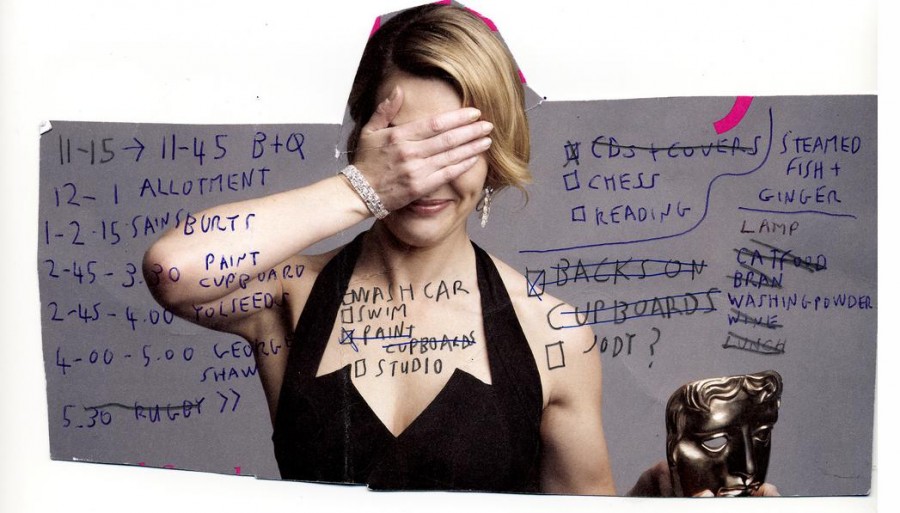 11-15 → 11-45 B+Q
12-1 ALLOTMENT
1-2-15 SAINSBURYS
2-45-3.30 PAINT
CUPBOARD
2-45-4.00 YOLSEEDS
4-00-5.00 GEORGE
SHAW
5.30 RUGBY >>
WASH CAR
SWIM
PAINT
CUPBOARDS
STUDIO
CDs + COVERS
CHESS
READING
BACKS ON
CUPBOARDS
JODY?
STEAMED
FISH +
GINGER
LAMP
CATFOOD
BRAN
WASHING POWDER
WINE
LUNCH